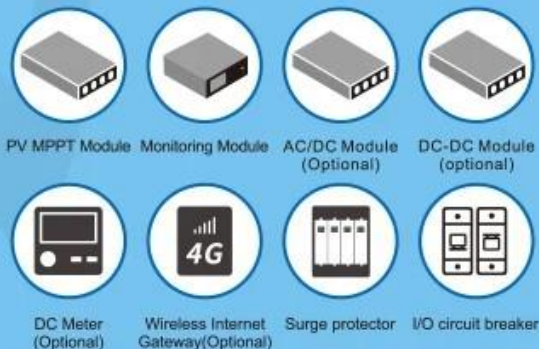 PV MPPT Module
Monitoring Module
AC/DC Module
(Optional)
DC-DC Module
(optional)
4G
DC Meter
(Optional)
Wireless Internet
Gateway(Optional)
Surge protector
I/O circuit breaker